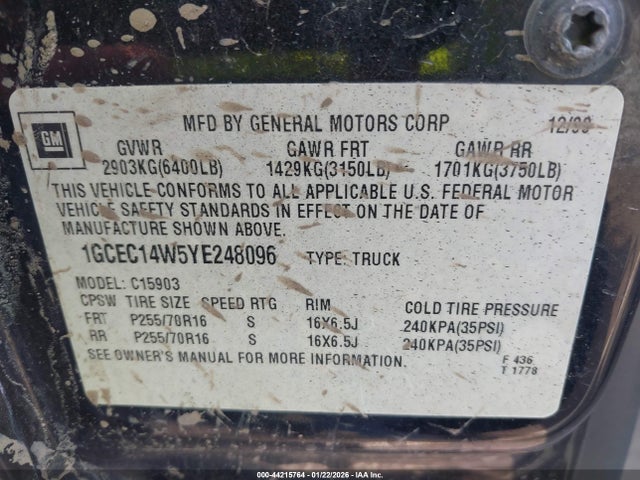 GM
MFD BY GENERAL MOTORS CORP 12/99
GVWR GAWR FRT GAWR RR
2903KG(6400LB) 1429KG(3150LB) 1701KG(3750LB)
THIS VEHICLE CONFORMS TO ALL APPLICABLE U.S. FEDERAL MOTOR
VEHICLE SAFETY STANDARDS IN EFFECT ON THE DATE OF
MANUFACTURE SHOWN ABOVE.
1GCEC14W5YE248096 TYPE: TRUCK
MODEL: C15903
CPSW TIRE SIZE SPEED RTG RIM COLD TIRE PRESSURE
FRT P255/70R16 S 16X6.5J 240KPA(35PSI)
RR P255/70R16 S 16X6.5J 240KPA(35PSI)
SEE OWNER'S MANUAL FOR MORE INFORMATION.
F 436
T 1778
000-44215764 | 01/22/2026 - IAA Inc.